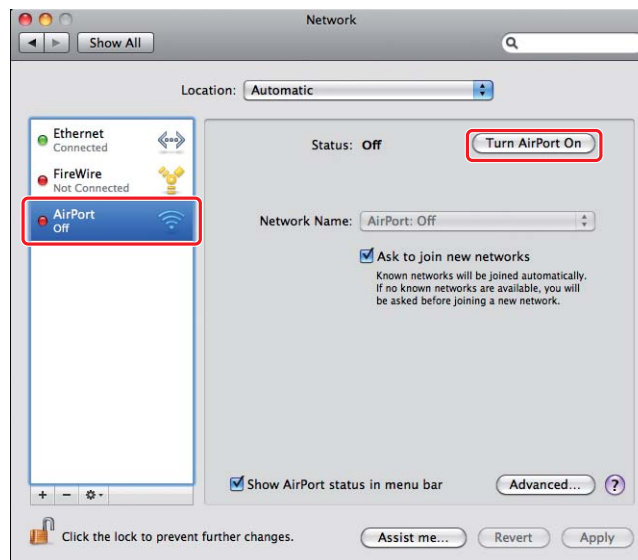 Network
Show All
Location: Automatic
Ethernet
Connected
FireWire
Not Connected
AirPort
Off
Status: Off
Turn AirPort On
Network Name: AirPort: Off
Ask to join new networks
Known networks will be joined automatically.
If no known networks are available, you will
be asked before joining a new network.
Show AirPort status in menu bar
Advanced...
?
+ −
Click the lock to prevent further changes.
Assist me...
Revert
Apply